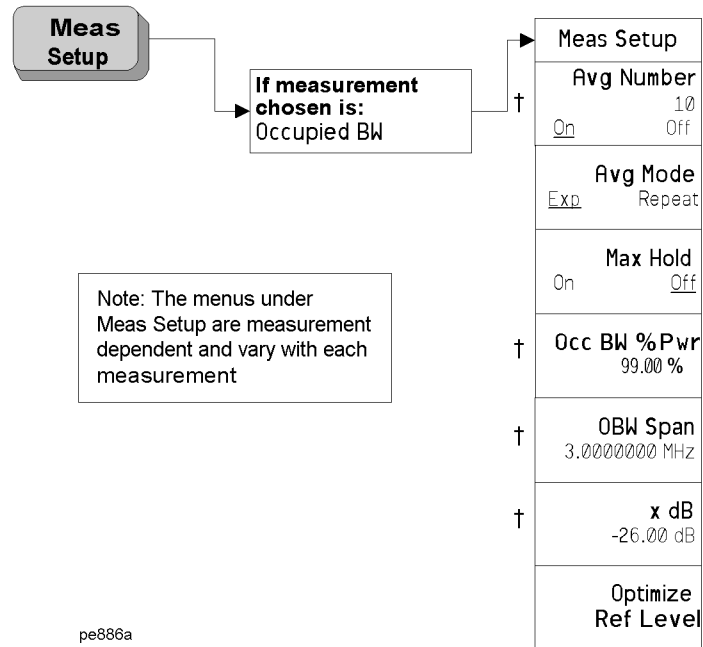 Meas
Setup
If measurement
chosen is:
Occupied BW
Meas Setup
†
Avg Number
10
On Off
Avg Mode
Exp Repeat
Max Hold
On Off
†
Occ BW %Pwr
99.00 %
†
OBW Span
3.0000000 MHz
†
x dB
-26.00 dB
Optimize
Ref Level
Note: The menus under
Meas Setup are measurement
dependent and vary with each
measurement
pe886a